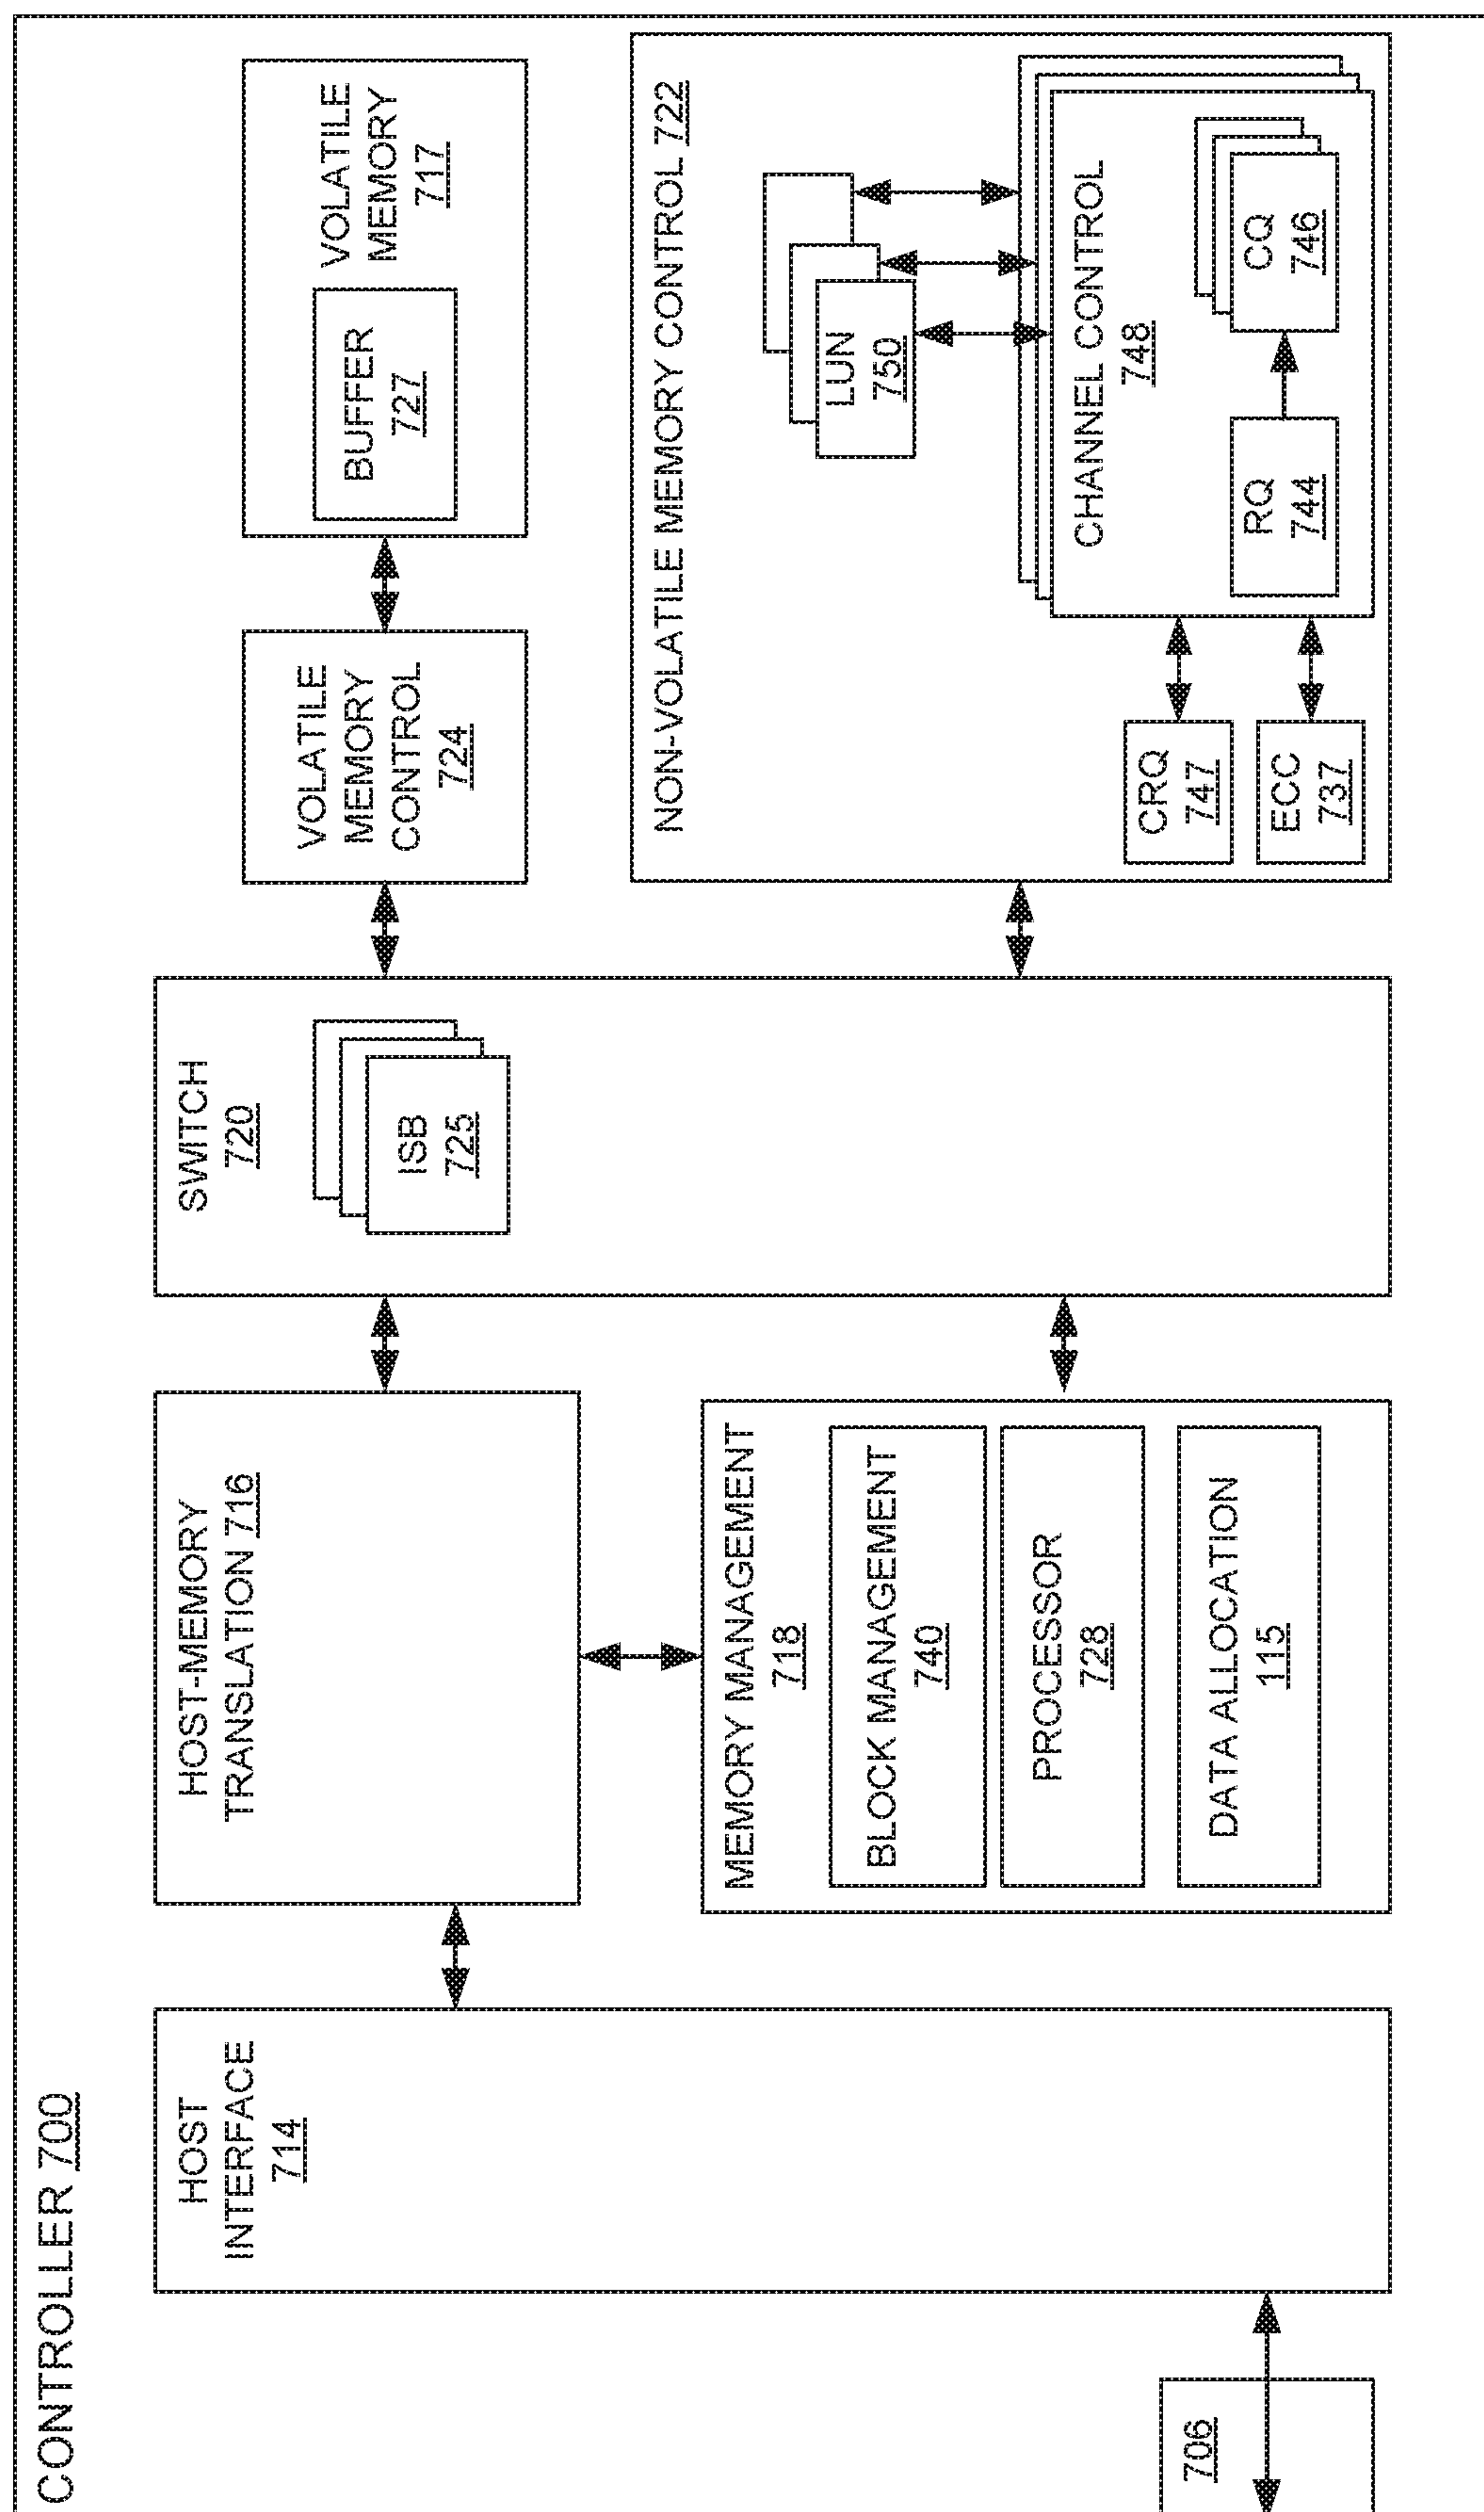 CONTROLLER 700
706
HOST
INTERFACE
714
HOST-MEMORY
TRANSLATION 716
MEMORY MANAGEMENT
718
BLOCK MANAGEMENT
740
PROCESSOR
728
DATA ALLOCATION
115
SWITCH
720
ISB
725
VOLATILE
MEMORY
CONTROL
724
VOLATILE
MEMORY
717
BUFFER
727
NON-VOLATILE MEMORY CONTROL 722
LUN
750
CHANNEL CONTROL
748
CRQ
747
ECC
737
RQ
744
CQ
746